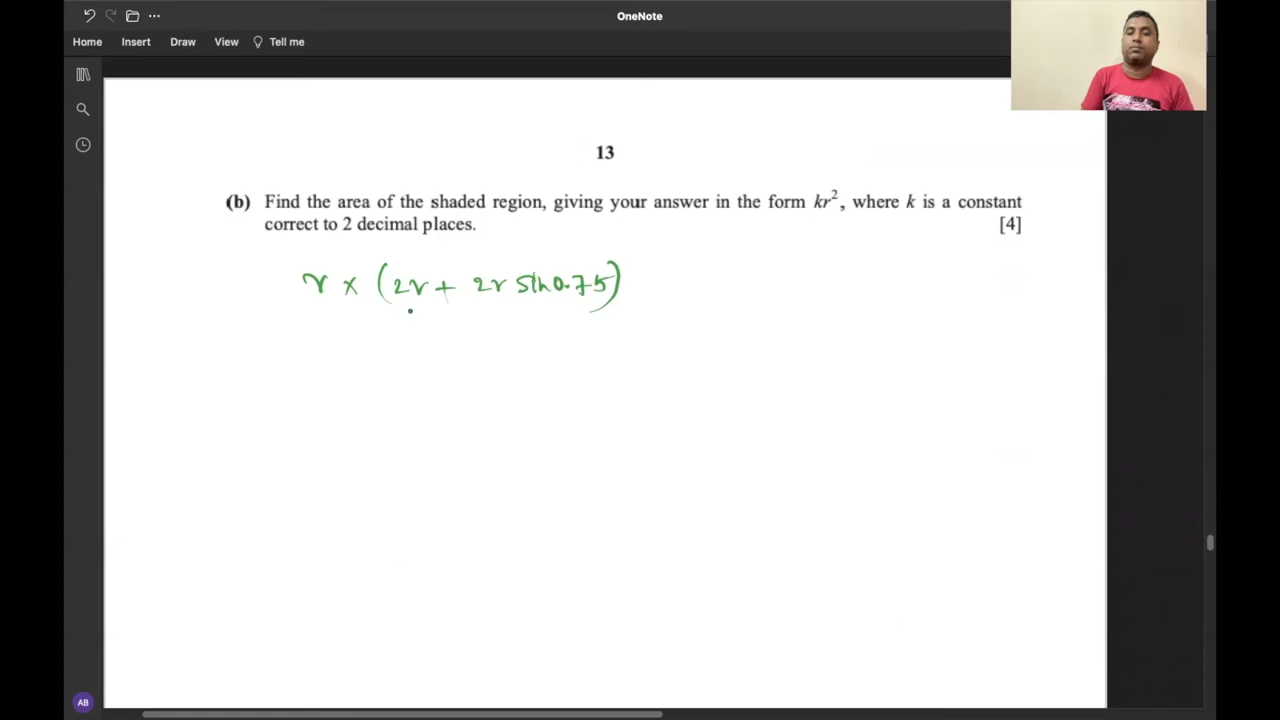 OneNote
Home Insert Draw View Tell me
13
(b) Find the area of the shaded region, giving your answer in the form kr², where k is a constant
correct to 2 decimal places. [4]
r × (2r + 2r sin 0.75)
AB